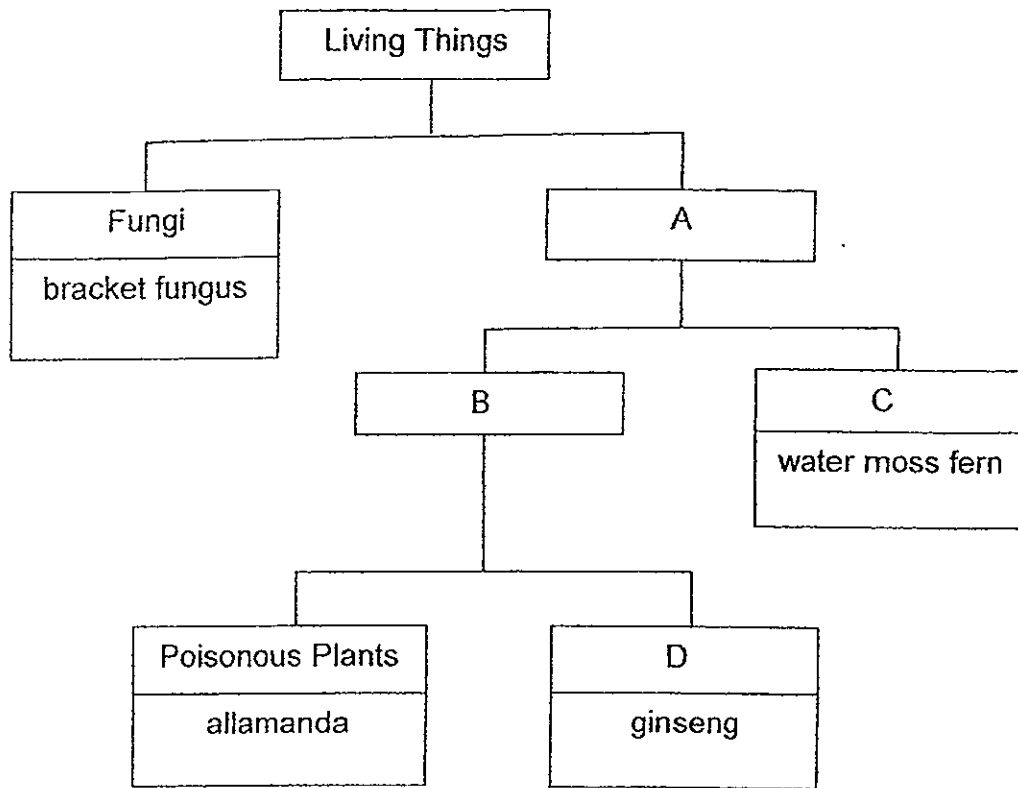 Living Things
Fungi
A
bracket fungus
B
C
water moss fern
Poisonous Plants
D
allamanda
ginseng